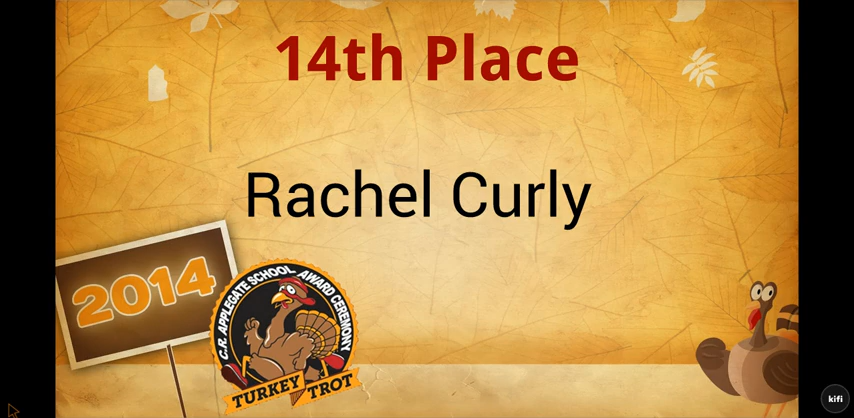 14th Place
Rachel Curly
2014
C.R. APPLEGATE SCHOOL AWARD CEREMONY
TURKEY TROT
kifi